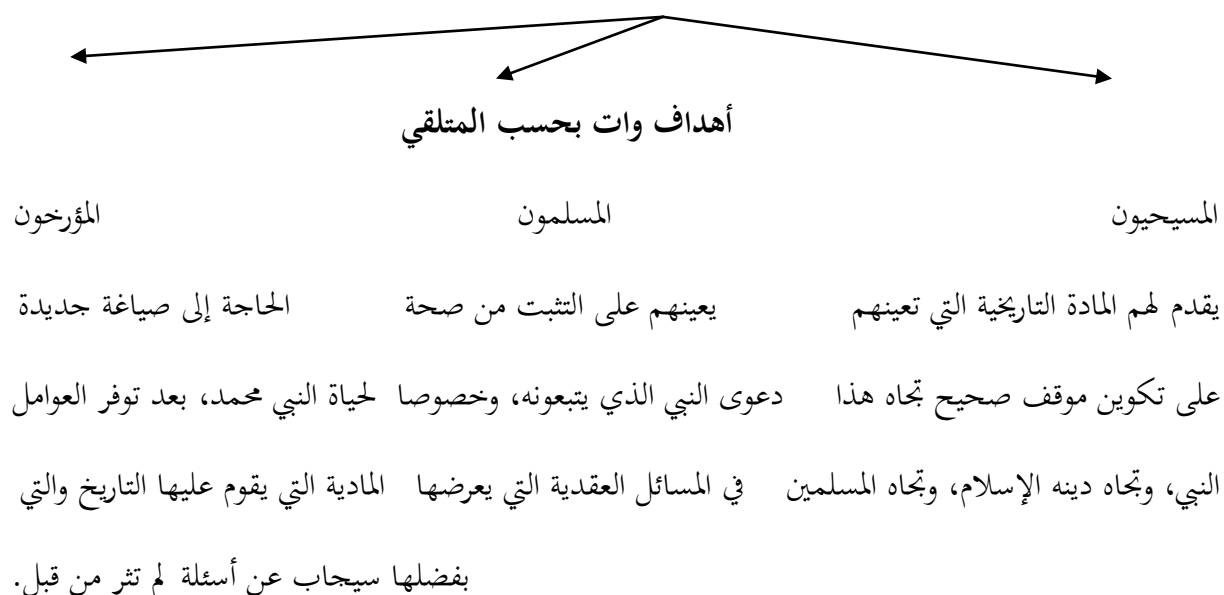 أهداف وات بحسب المتلقي
المسيحيون المسلمون المؤرخون
يقدم لهم المادة التاريخية التي تعينهم يعينهم على التثبت من صحة الحاجة إلى صياغة جديدة
على تكوين موقف صحيح تجاه هذا دعوى النبي الذي يتبعونه، وخصوصا لحياة النبي محمد، بعد توفر العوامل
النبي، وتجاه دينه الإسلام، وتجاه المسلمين في المسائل العقدية التي يعرضها المادية التي يقوم عليها التاريخ والتي
بفضلها سيجاب عن أسئلة لم تثر من قبل.